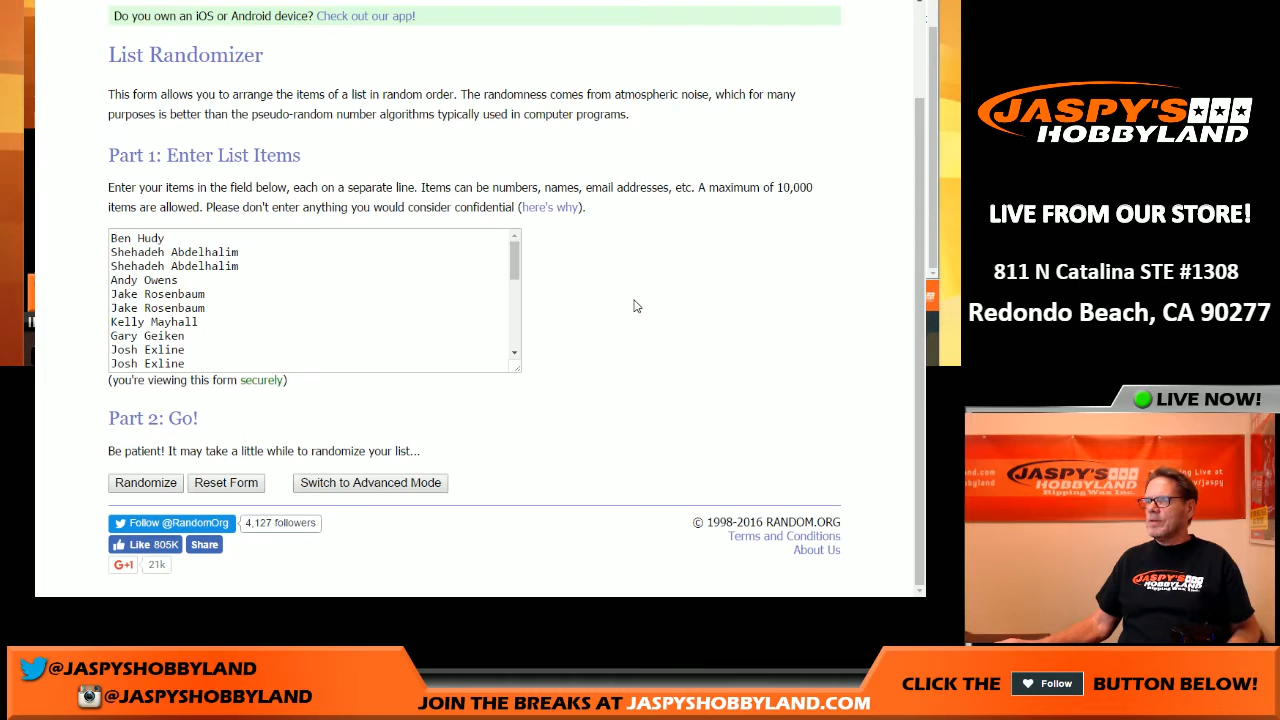 Do you own an iOS or Android device? Check out our app!
List Randomizer
This form allows you to arrange the items of a list in random order. The randomness comes from atmospheric noise, which for many
purposes is better than the pseudo-random number algorithms typically used in computer programs.
Part 1: Enter List Items
Enter your items in the field below, each on a separate line. Items can be numbers, names, email addresses, etc. A maximum of 10,000
items are allowed. Please don't enter anything you would consider confidential (here's why).
Ben Hudy
Shehadeh Abdelhalim
Shehadeh Abdelhalim
Andy Owens
Jake Rosenbaum
Jake Rosenbaum
Kelly Mayhall
Gary Geiken
Josh Exline
Josh Exline
(you're viewing this form securely)
Part 2: Go!
Be patient! It may take a little while to randomize your list...
Randomize Reset Form Switch to Advanced Mode
Follow @RandomOrg 4,127 followers
Like 805K Share
G+1 21k
© 1998-2016 RANDOM.ORG
Terms and Conditions
About Us
JASPY'S
HOBBYLAND
LIVE FROM OUR STORE!
811 N Catalina STE #1308
Redondo Beach, CA 90277
LIVE NOW!
JASPY'S
HOBBYLAND
Ripping Wax Inc.
JASPY'S
HOBBYLAND
Ripping Wax Inc.
@JASPYSHOBBYLAND
@JASPYSHOBBYLAND
JOIN THE BREAKS AT JASPYSHOBBYLAND.COM
CLICK THE Follow BUTTON BELOW!